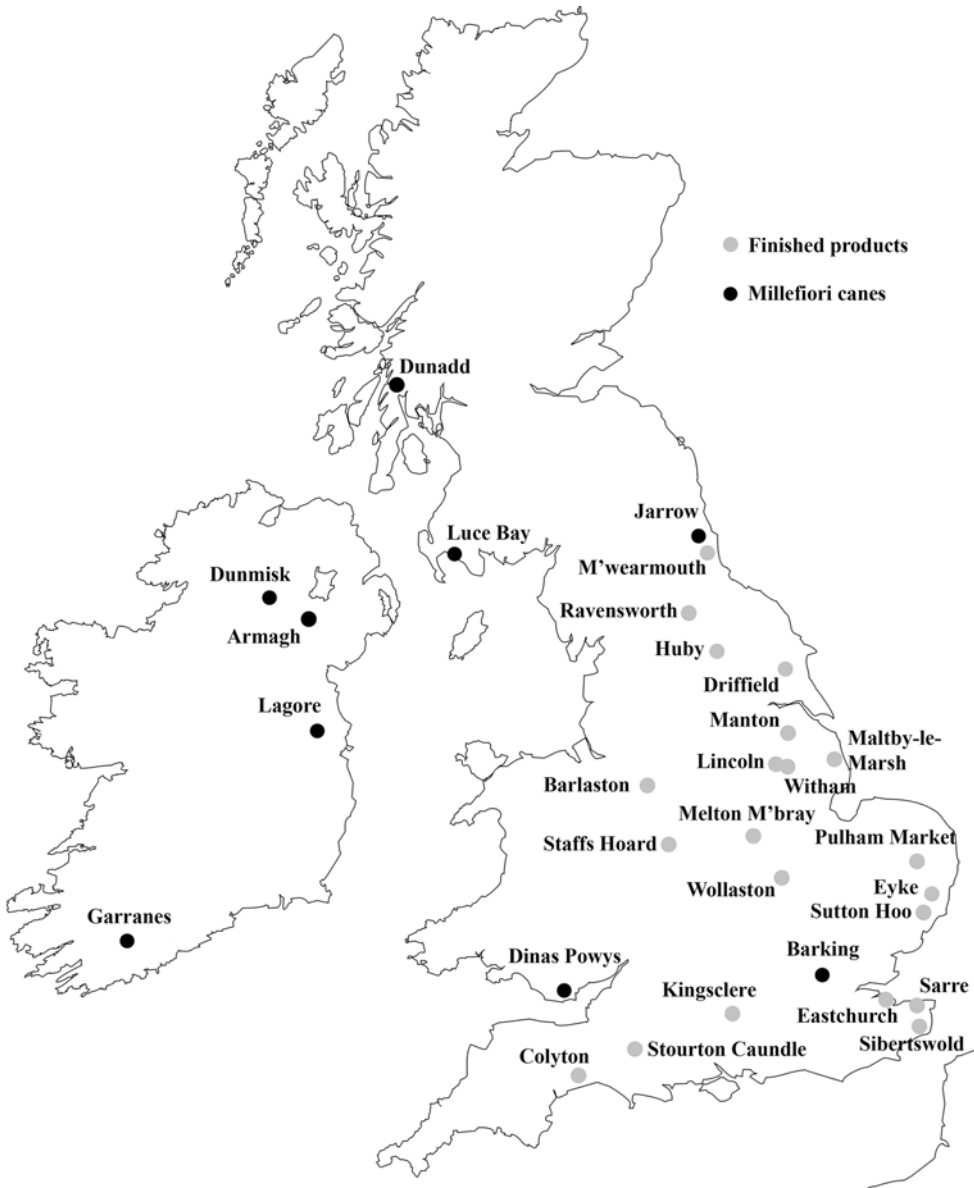 Finished products
Millefiori canes
Dunadd
Jarrow
Luce Bay
M'wearmouth
Dunmisk
Ravensworth
Armagh
Huby
Driffield
Lagore
Manton
Maltby-le-
Marsh
Lincoln
Witham
Barlaston
Melton M'bray
Pulham Market
Staffs Hoard
Wollaston
Eyke
Sutton Hoo
Garranes
Barking
Dinas Powys
Sarre
Kingsclere
Eastchurch
Sibertswold
Stourton Caundle
Colyton